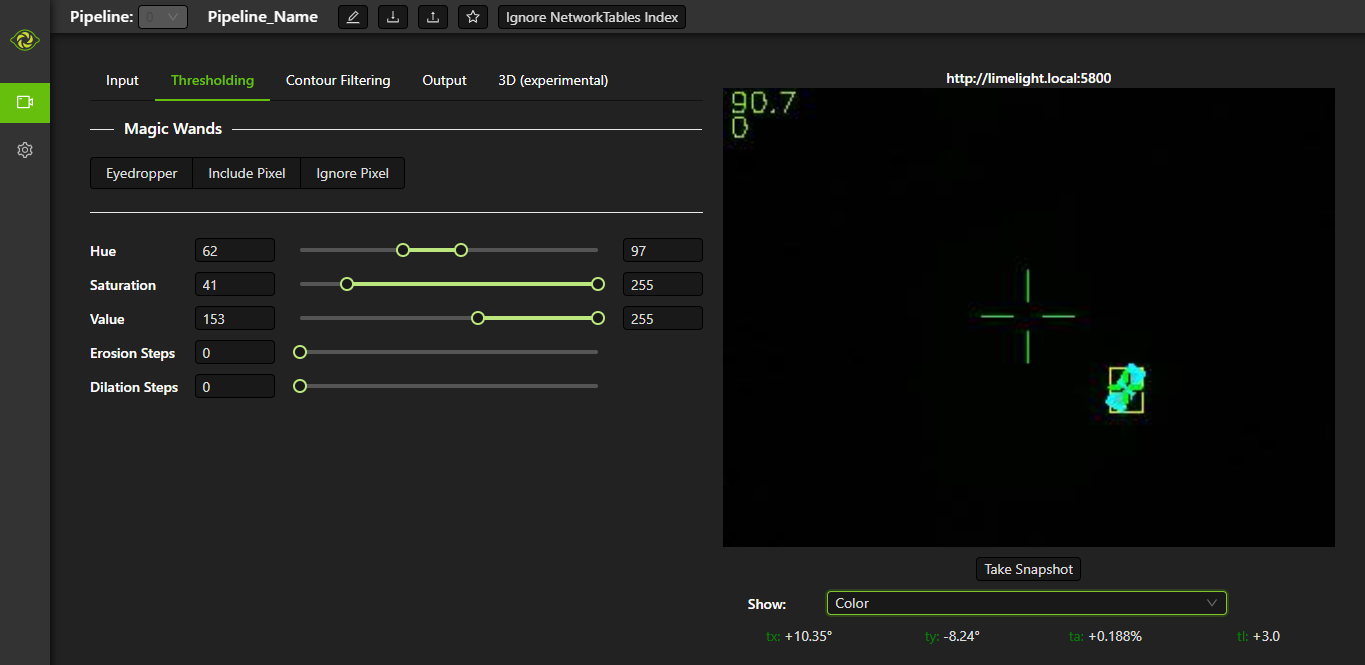 Pipeline: 0 Pipeline_Name Ignore NetworkTables Index
Input Thresholding Contour Filtering Output 3D (experimental)
Magic Wands
Eyedropper Include Pixel Ignore Pixel
Hue 62 97
Saturation 41 255
Value 153 255
Erosion Steps 0
Dilation Steps 0
http://limelight.local:5800
90.7
0
Take Snapshot
Show: Color
tx: +10.35° ty: -8.24° ta: +0.188% tl: +3.0